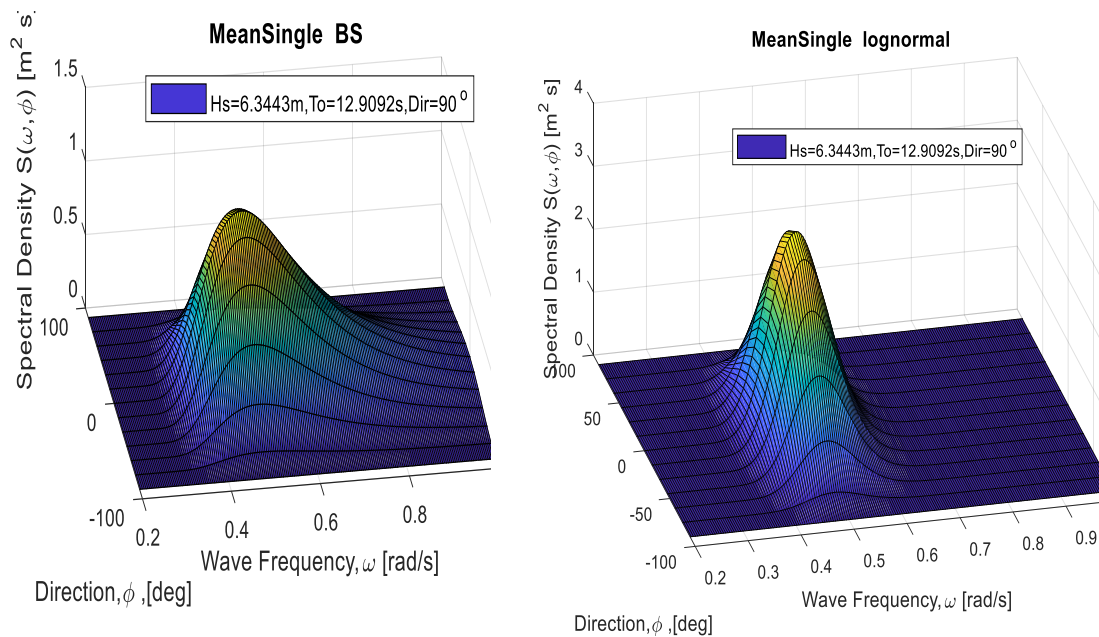 MeanSingle BS
Spectral Density S(ω,ϕ) [m² s]
1.5
1
0.5
0
Hs=6.3443m,To=12.9092s,Dir=90 °
100
0
-100
0.2
0.4
0.6
0.8
Wave Frequency, ω [rad/s]
Direction,ϕ ,[deg]
MeanSingle lognormal
Spectral Density S(ω,ϕ) [m² s]
4
3
2
1
0
Hs=6.3443m,To=12.9092s,Dir=90 °
100
50
0
-50
-100
0.2
0.3
0.4
0.5
0.6
0.7
0.8
0.9
Wave Frequency, ω [rad/s]
Direction,ϕ ,[deg]